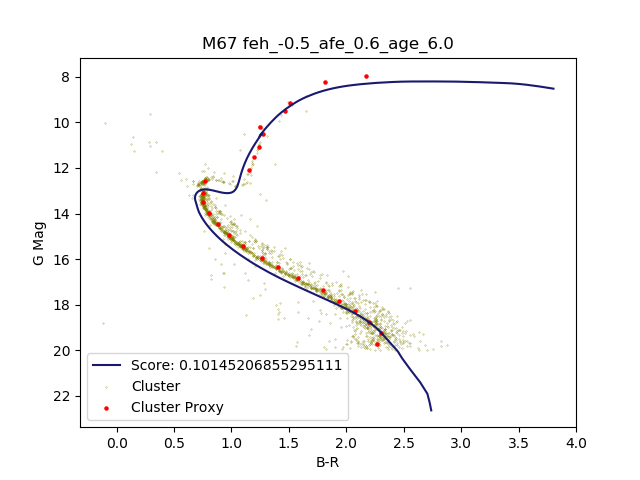 M67 feh_-0.5_afe_0.6_age_6.0
8
10
12
14
16
18
20
22
G Mag
Score: 0.10145206855295111
Cluster
Cluster Proxy
0.0 0.5 1.0 1.5 2.0 2.5 3.0 3.5 4.0
B-R